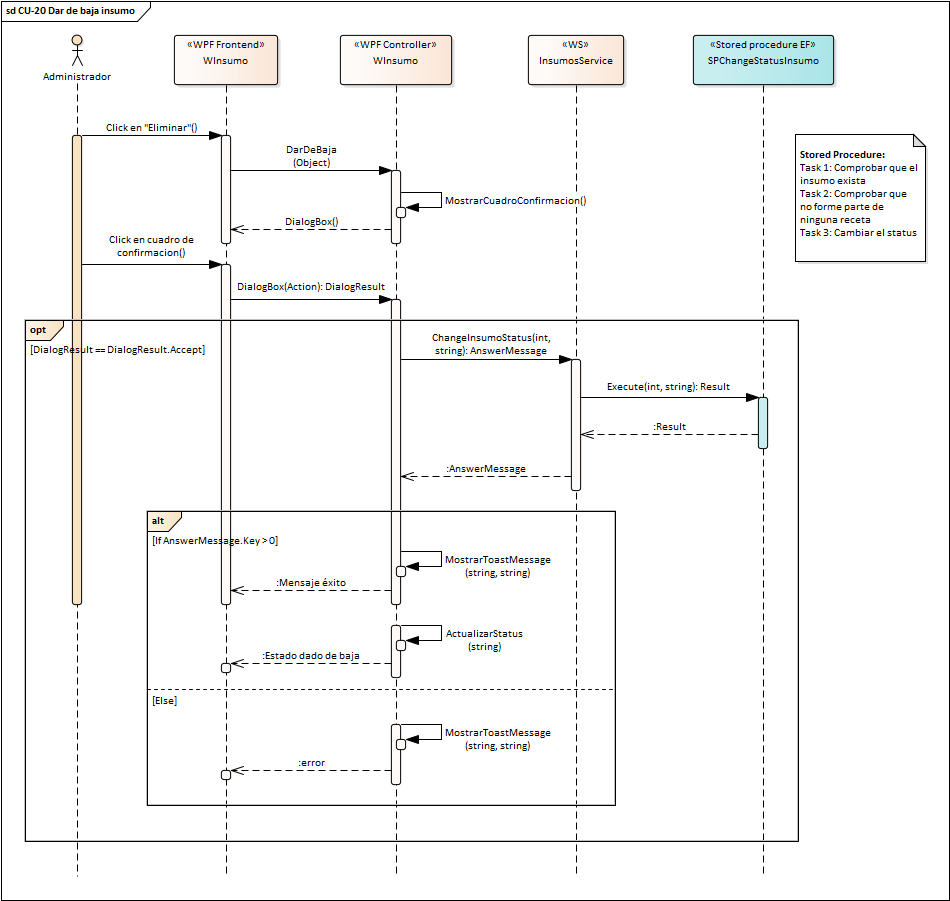 sd CU-20 Dar de baja insumo
Administrador
«WPF Frontend»
WInsumo
«WPF Controller»
WInsumo
«WS»
InsumosService
«Stored procedure EF»
SPChangeStatusInsumo
Click en "Eliminar"()
DarDeBaja
(Object)
MostrarCuadroConfirmacion()
DialogBox()
Stored Procedure:
Task 1: Comprobar que el
insumo exista
Task 2: Comprobar que
no forme parte de
ninguna receta
Task 3: Cambiar el status
Click en cuadro de
confirmacion()
DialogBox(Action): DialogResult
opt
[DialogResult == DialogResult.Accept]
ChangeInsumoStatus(int,
string): AnswerMessage
Execute(int, string): Result
:Result
:AnswerMessage
alt
[If AnswerMessage.Key > 0]
MostrarToastMessage
(string, string)
:Mensaje éxito
ActualizarStatus
(string)
:Estado dado de baja
[Else]
MostrarToastMessage
(string, string)
:error